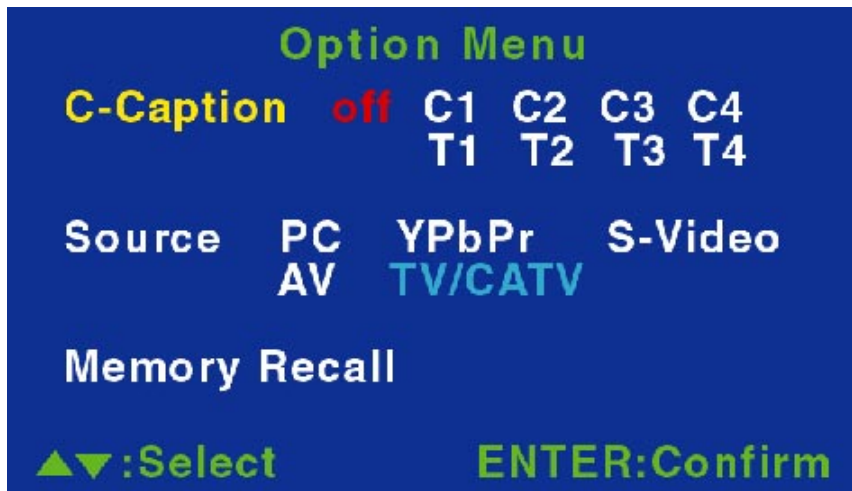 Option Menu
C-Caption off C1 C2 C3 C4
T1 T2 T3 T4
Source PC YPbPr S-Video
AV TV/CATV
Memory Recall
▲▼:Select ENTER:Confirm